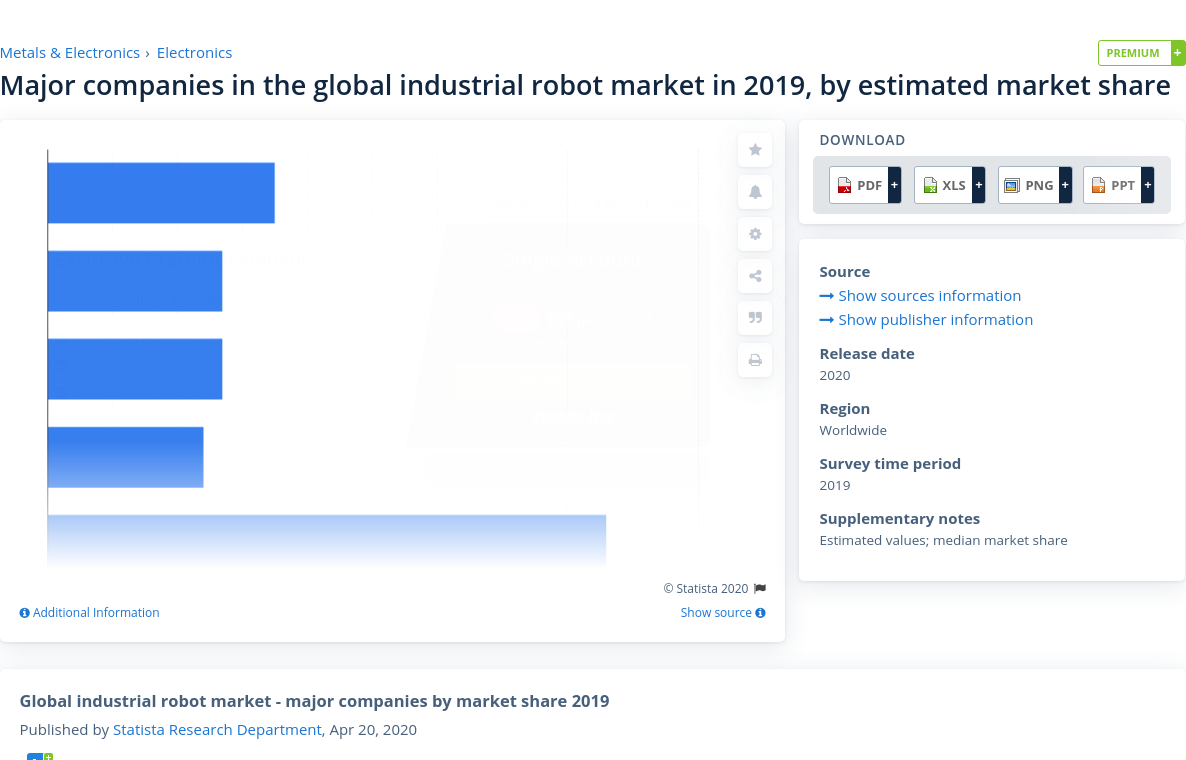 Metals & Electronics › Electronics
PREMIUM +
Major companies in the global industrial robot market in 2019, by estimated market share
© Statista 2020
Additional Information
Show source
DOWNLOAD
PDF + XLS + PNG + PPT +
Source
Show sources information
Show publisher information
Release date
2020
Region
Worldwide
Survey time period
2019
Supplementary notes
Estimated values; median market share
Global industrial robot market - major companies by market share 2019
Published by Statista Research Department, Apr 20, 2020